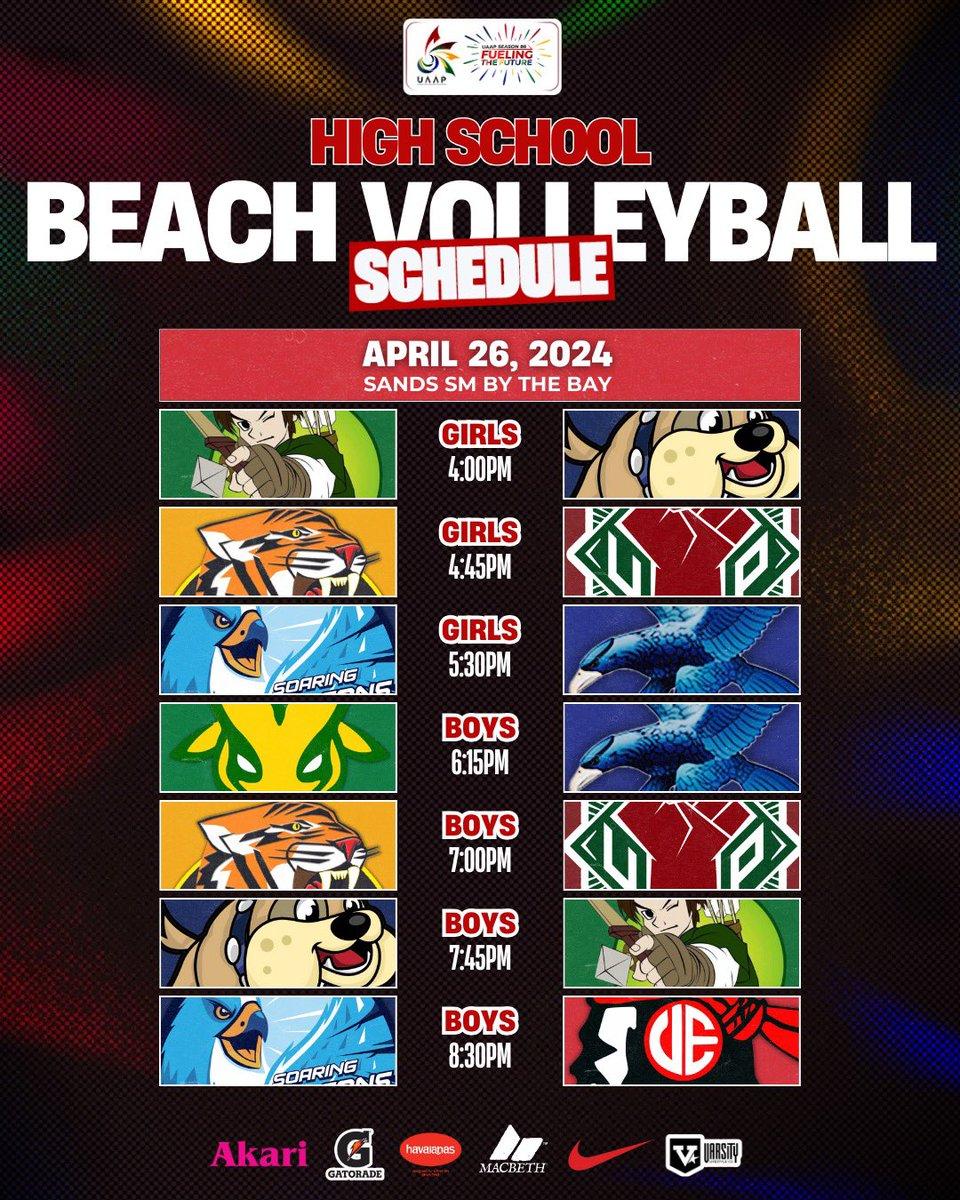 UAAP
UAAP SEASON 86
FUELING
THE FUTURE
HIGH SCHOOL
BEACH VOLLEYBALL
SCHEDULE
APRIL 26, 2024
SANDS SM BY THE BAY
GIRLS
4:00PM
GIRLS
4:45PM
UP
GIRLS
5:30PM
SOARING
BOYS
6:15PM
BOYS
7:00PM
UP
BOYS
7:45PM
BOYS
8:30PM
SOARING
UE
Akari
G
GATORADE
havaianas
MACBETH
VARSITY